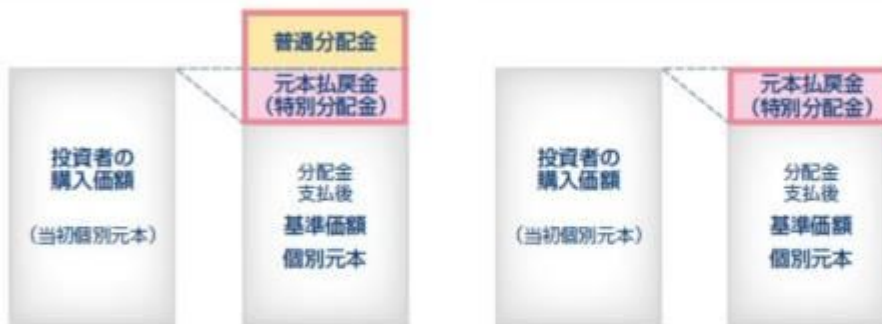 普通分配金
元本払戻金
（特別分配金）
投資者の
購入価額
（当初個別元本）
分配金
支払後
基準価額
個別元本
元本払戻金
（特別分配金）
投資者の
購入価額
（当初個別元本）
分配金
支払後
基準価額
個別元本